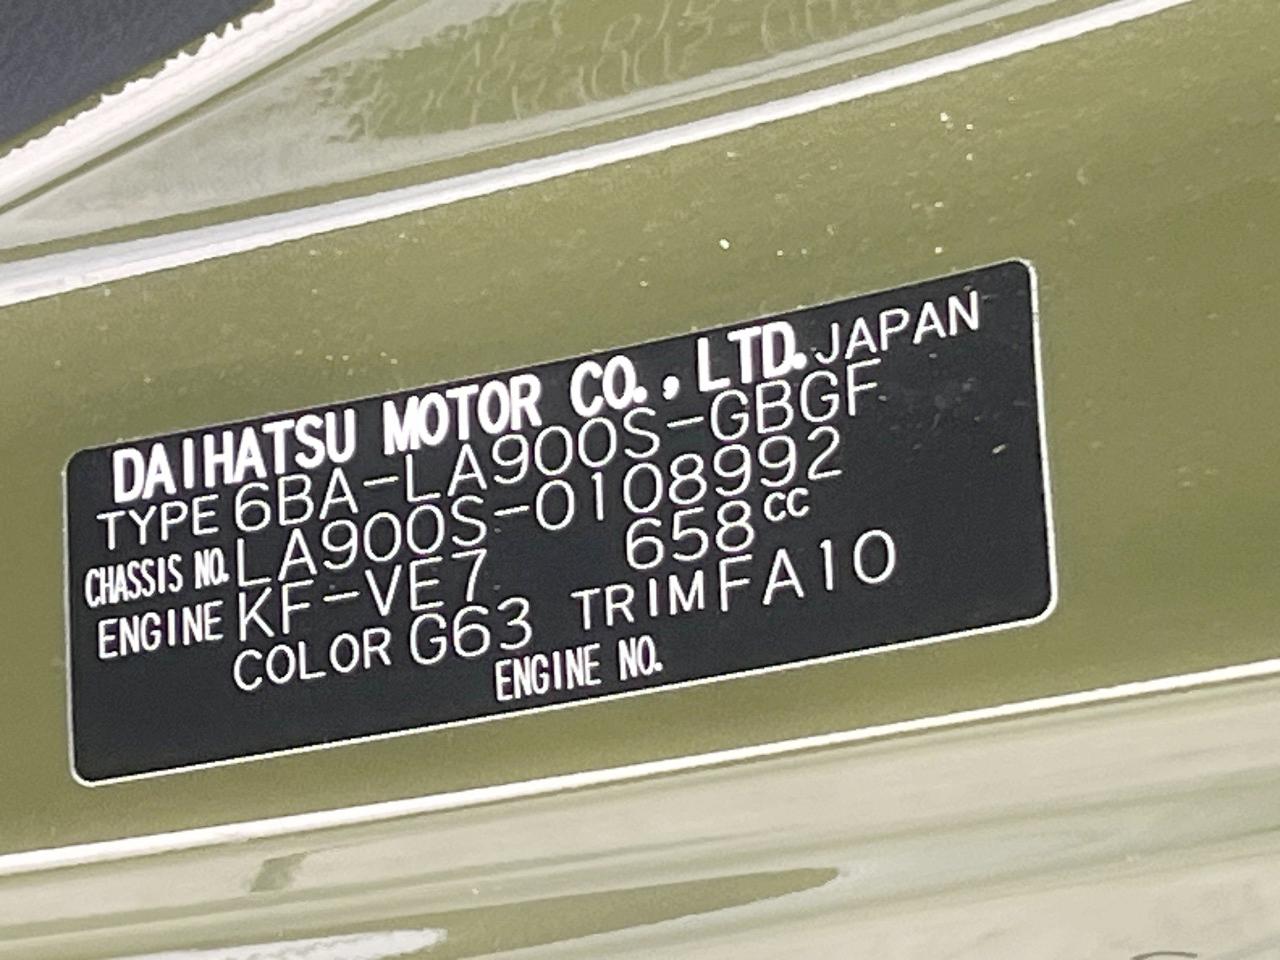 DAIHATSU MOTOR CO., LTD. JAPAN
TYPE 6BA-LA900S-GBGF
CHASSIS NO. LA900S-0108992
ENGINE KF-VE7 658cc
COLOR G63 TRIM FA10
ENGINE NO.